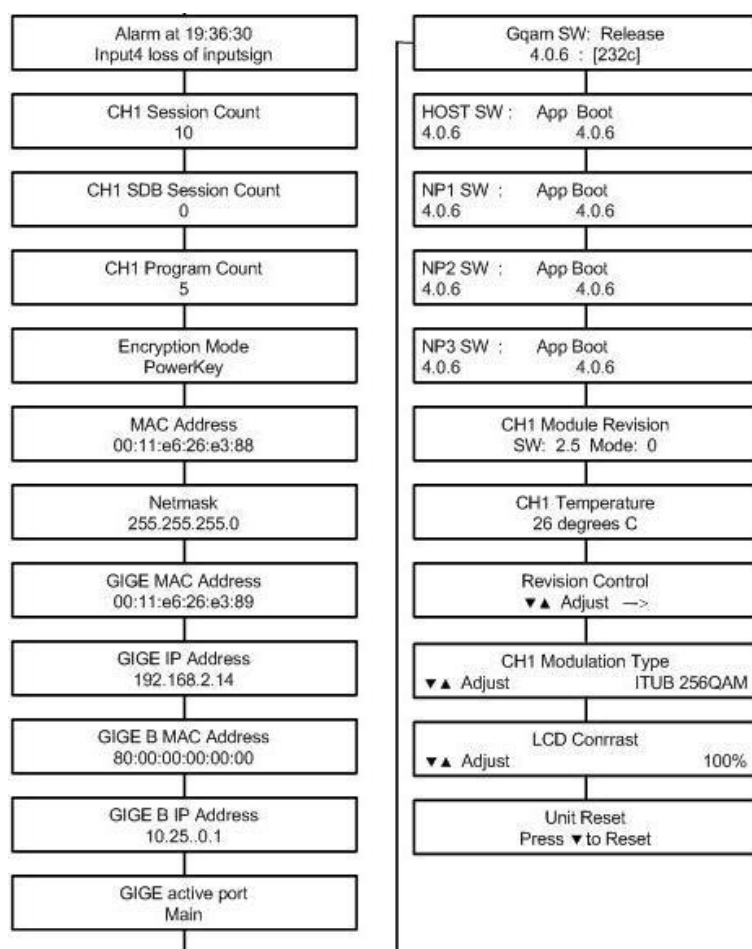 Alarm at 19:36:30
Input4 loss of inputsign
CH1 Session Count
10
CH1 SDB Session Count
0
CH1 Program Count
5
Encryption Mode
PowerKey
MAC Address
00:11:e6:26:e3:88
Netmask
255.255.255.0
GIGE MAC Address
00:11:e6:26:e3:89
GIGE IP Address
192.168.2.14
GIGE B MAC Address
80:00:00:00:00:00
GIGE B IP Address
10.25..0.1
GIGE active port
Main
Gqam SW: Release
4.0.6 : [232c]
HOST SW : App Boot
4.0.6 4.0.6
NP1 SW : App Boot
4.0.6 4.0.6
NP2 SW : App Boot
4.0.6 4.0.6
NP3 SW : App Boot
4.0.6 4.0.6
CH1 Module Revision
SW: 2.5 Mode: 0
CH1 Temperature
26 degrees C
Revision Control
▼▲ Adjust —>
CH1 Modulation Type
▼▲ Adjust ITUB 256QAM
LCD Conrrast
▼▲ Adjust 100%
Unit Reset
Press ▼ to Reset